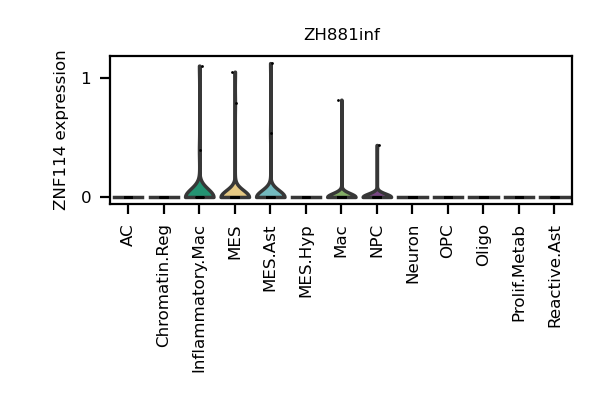 ZH881inf
ZNF114 expression
1
0
AC
Chromatin.Reg
Inflammatory.Mac
MES
MES.Ast
MES.Hyp
Mac
NPC
Neuron
OPC
Oligo
Prolif.Metab
Reactive.Ast